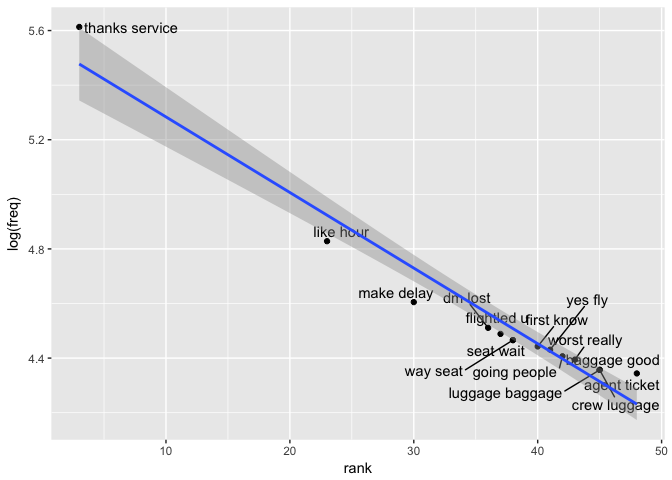 5.6
thanks service
5.2
4.8
like hour
make delay
dm lost
yes fly
flightled u
first know
worst really
seat wait
4.4
baggage good
way seat
going people
agent ticket
luggage baggage
crew luggage
log(freq)
10
20
30
40
50
rank